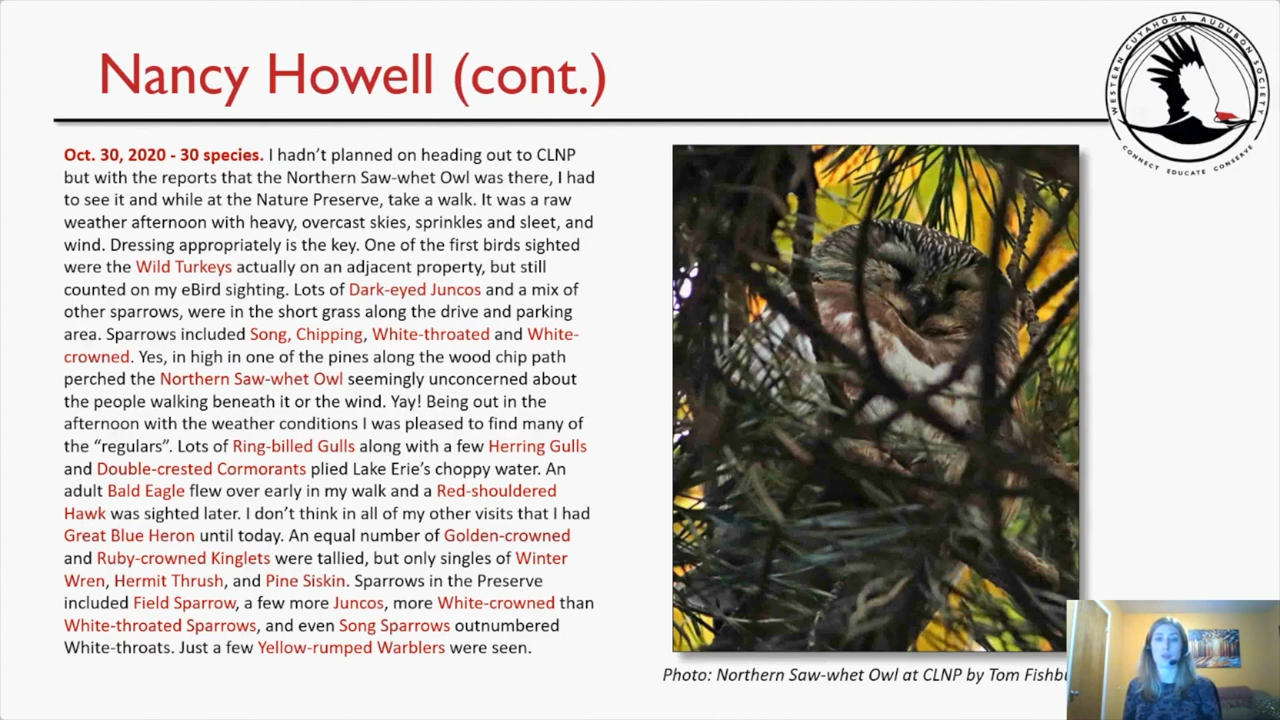 Nancy Howell (cont.)
WESTERN CUYAHOGA AUDUBON SOCIETY
CONNECT EDUCATE CONSERVE
Oct. 30, 2020 - 30 species. I hadn’t planned on heading out to CLNP
but with the reports that the Northern Saw-whet Owl was there, I had
to see it and while at the Nature Preserve, take a walk. It was a raw
weather afternoon with heavy, overcast skies, sprinkles and sleet, and
wind. Dressing appropriately is the key. One of the first birds sighted
were the Wild Turkeys actually on an adjacent property, but still
counted on my eBird sighting. Lots of Dark-eyed Juncos and a mix of
other sparrows, were in the short grass along the drive and parking
area. Sparrows included Song, Chipping, White-throated and White-
crowned. Yes, in high in one of the pines along the wood chip path
perched the Northern Saw-whet Owl seemingly unconcerned about
the people walking beneath it or the wind. Yay! Being out in the
afternoon with the weather conditions I was pleased to find many of
the “regulars”. Lots of Ring-billed Gulls along with a few Herring Gulls
and Double-crested Cormorants plied Lake Erie’s choppy water. An
adult Bald Eagle flew over early in my walk and a Red-shouldered
Hawk was sighted later. I don’t think in all of my other visits that I had
Great Blue Heron until today. An equal number of Golden-crowned
and Ruby-crowned Kinglets were tallied, but only singles of Winter
Wren, Hermit Thrush, and Pine Siskin. Sparrows in the Preserve
included Field Sparrow, a few more Juncos, more White-crowned than
White-throated Sparrows, and even Song Sparrows outnumbered
White-throats. Just a few Yellow-rumped Warblers were seen.
Photo: Northern Saw-whet Owl at CLNP by Tom